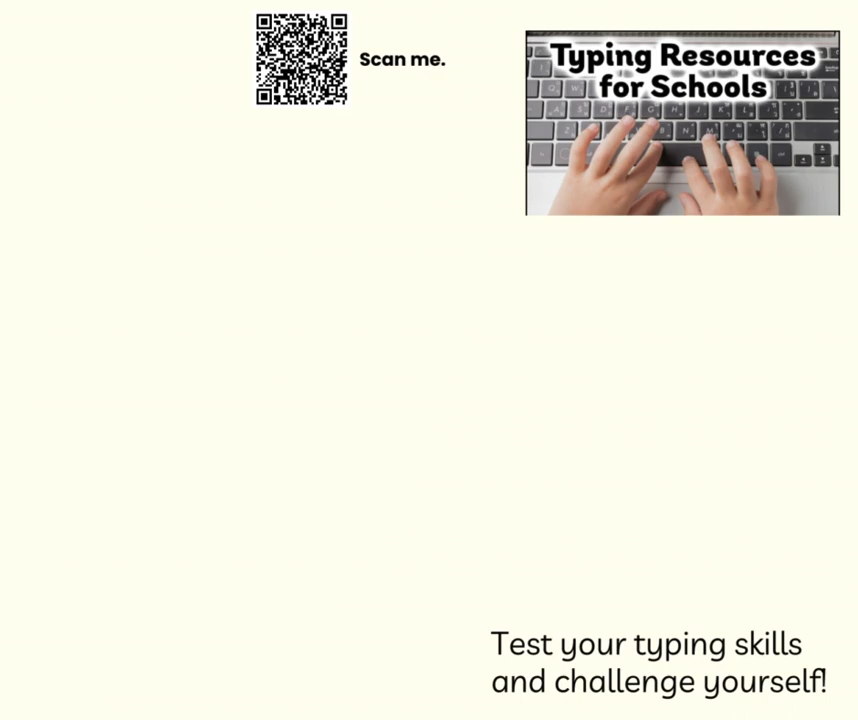 Scan me.
Typing Resources
for Schools
Test your typing skills
and challenge yourself!